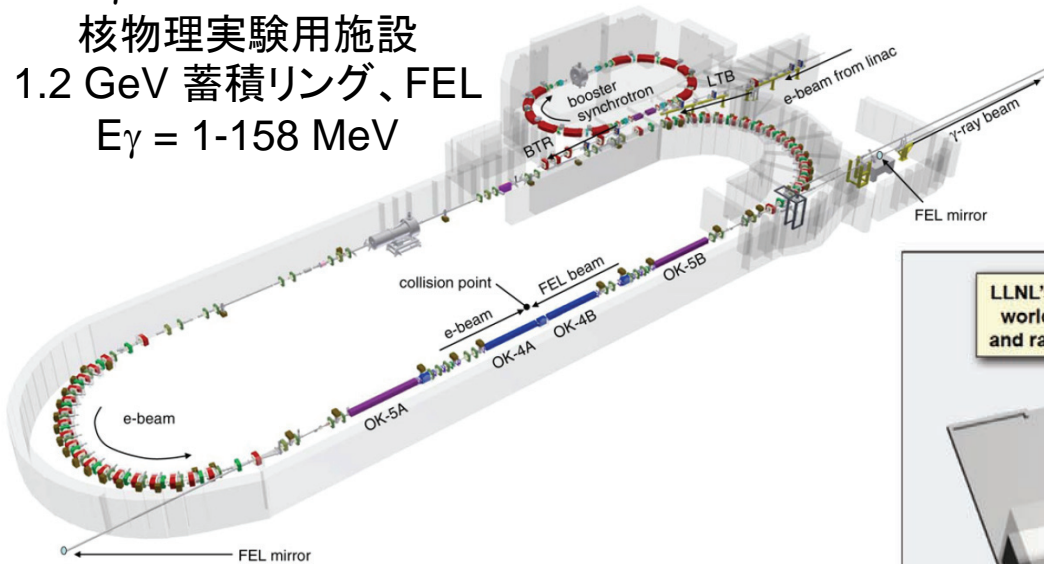 核物理実験用施設
1.2 GeV 蓄積リング、FEL
Eγ = 1-158 MeV
booster
synchrotron
LTB
e-beam from linac
BTR
γ-ray beam
FEL mirror
collision point
FEL beam
OK-5B
e-beam
OK-4B
OK-4A
OK-5A
e-beam
FEL mirror
LLNL'
worl
and ra